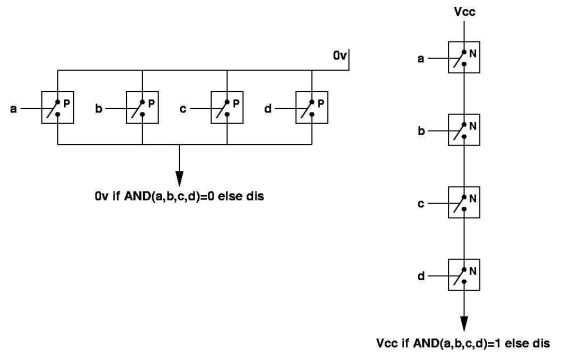 Vcc
0v
a
P
b
P
c
P
d
P
0v if AND(a,b,c,d)=0 else dis
a
N
b
N
c
N
d
N
Vcc if AND(a,b,c,d)=1 else dis